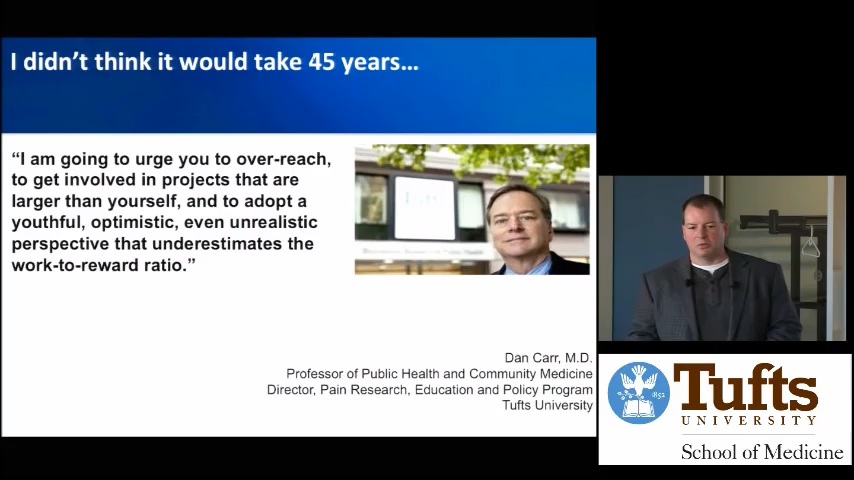 I didn't think it would take 45 years...
“I am going to urge you to over-reach,
to get involved in projects that are
larger than yourself, and to adopt a
youthful, optimistic, even unrealistic
perspective that underestimates the
work-to-reward ratio.”
Dan Carr, M.D.
Professor of Public Health and Community Medicine
Director, Pain Research, Education and Policy Program
Tufts University
1852
Tufts
UNIVERSITY
School of Medicine